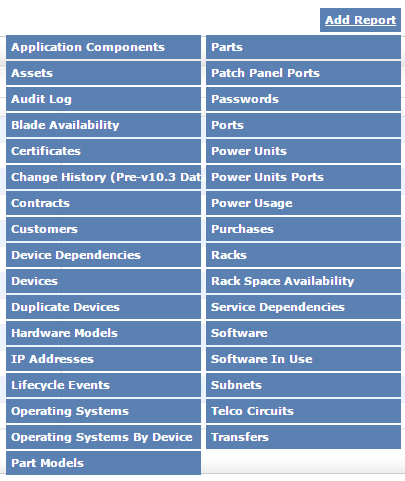 Add Report
Application Components
Assets
Audit Log
Blade Availability
Certificates
Change History (Pre-v10.3 Dat
Contracts
Customers
Device Dependencies
Devices
Duplicate Devices
Hardware Models
IP Addresses
Lifecycle Events
Operating Systems
Operating Systems By Device
Part Models
Parts
Patch Panel Ports
Passwords
Ports
Power Units
Power Units Ports
Power Usage
Purchases
Racks
Rack Space Availability
Service Dependencies
Software
Software In Use
Subnets
Telco Circuits
Transfers